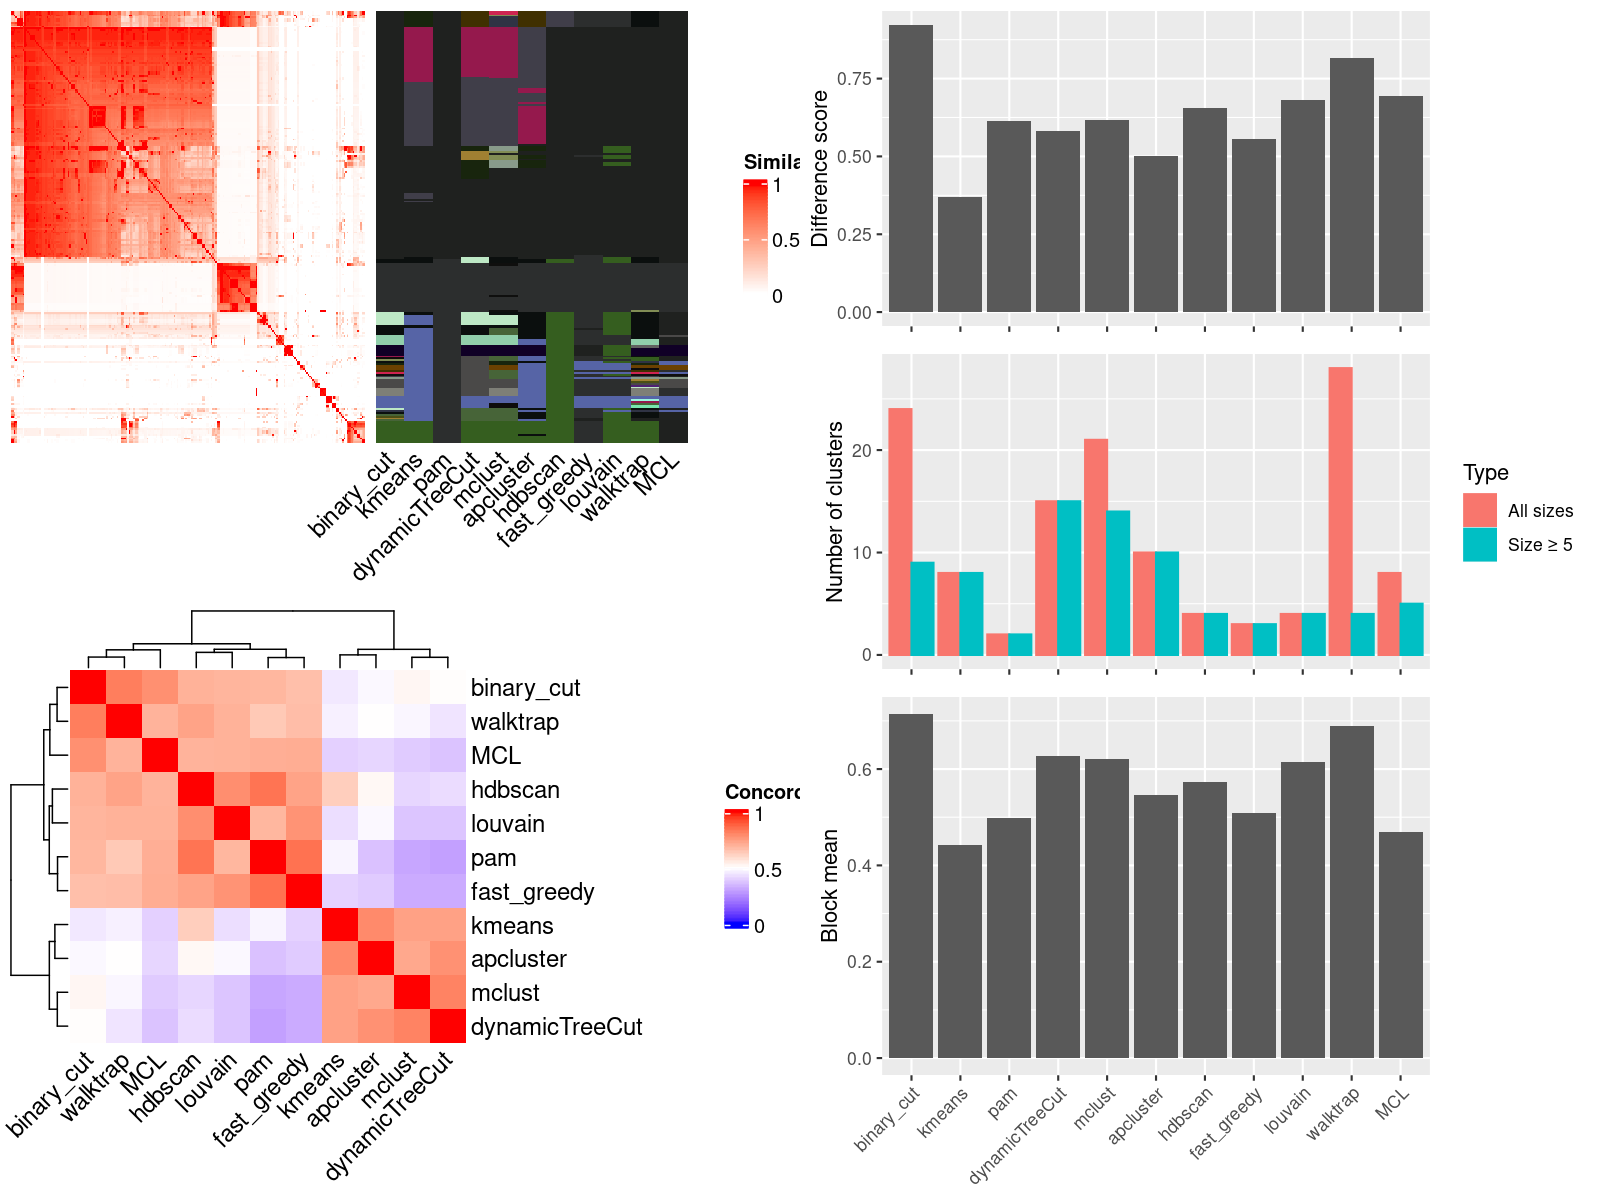 Simila
1
0.5
0
binary_cut
kmeans
pam
dynamicTreeCut
mclust
apcluster
hdbscan
fast_greedy
louvain
walktrap
MCL
binary_cut
walktrap
MCL
hdbscan
louvain
pam
fast_greedy
kmeans
apcluster
mclust
dynamicTreeCut
Concord
1
0.5
0
binary_cut
walktrap
MCL
hdbscan
louvain
pam
fast_greedy
kmeans
apcluster
mclust
dynamicTreeCut
Difference score
0.75
0.50
0.25
0.00
Number of clusters
20
10
0
Type
All sizes
Size ≥ 5
Block mean
0.6
0.4
0.2
0.0
binary_cut
kmeans
pam
dynamicTreeCut
mclust
apcluster
hdbscan
fast_greedy
louvain
walktrap
MCL